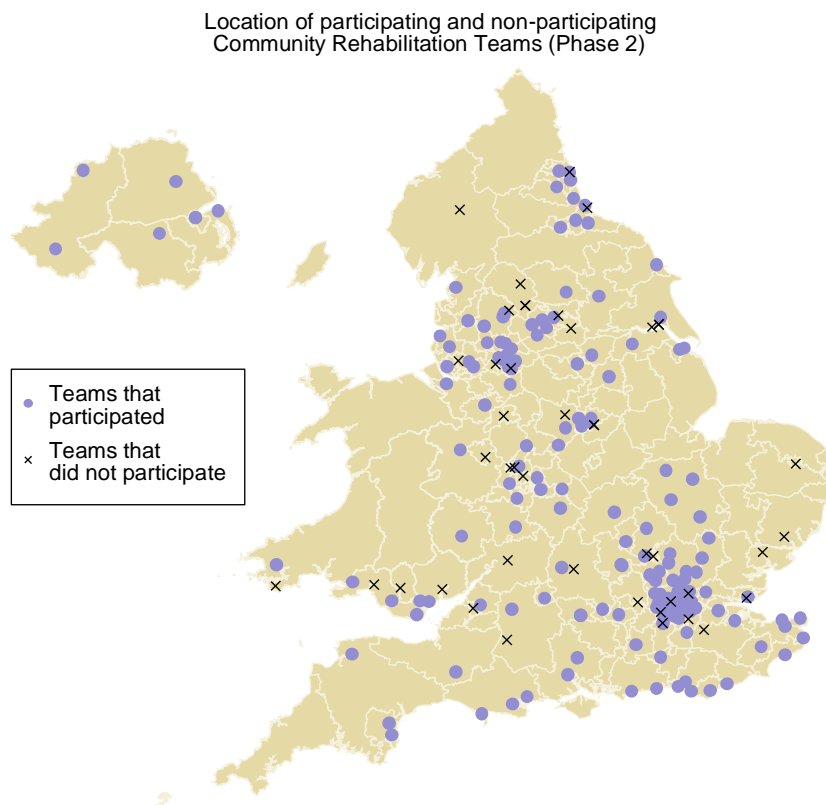 Location of participating and non-participating
Community Rehabilitation Teams (Phase 2)
Teams that
participated
Teams that
did not participate